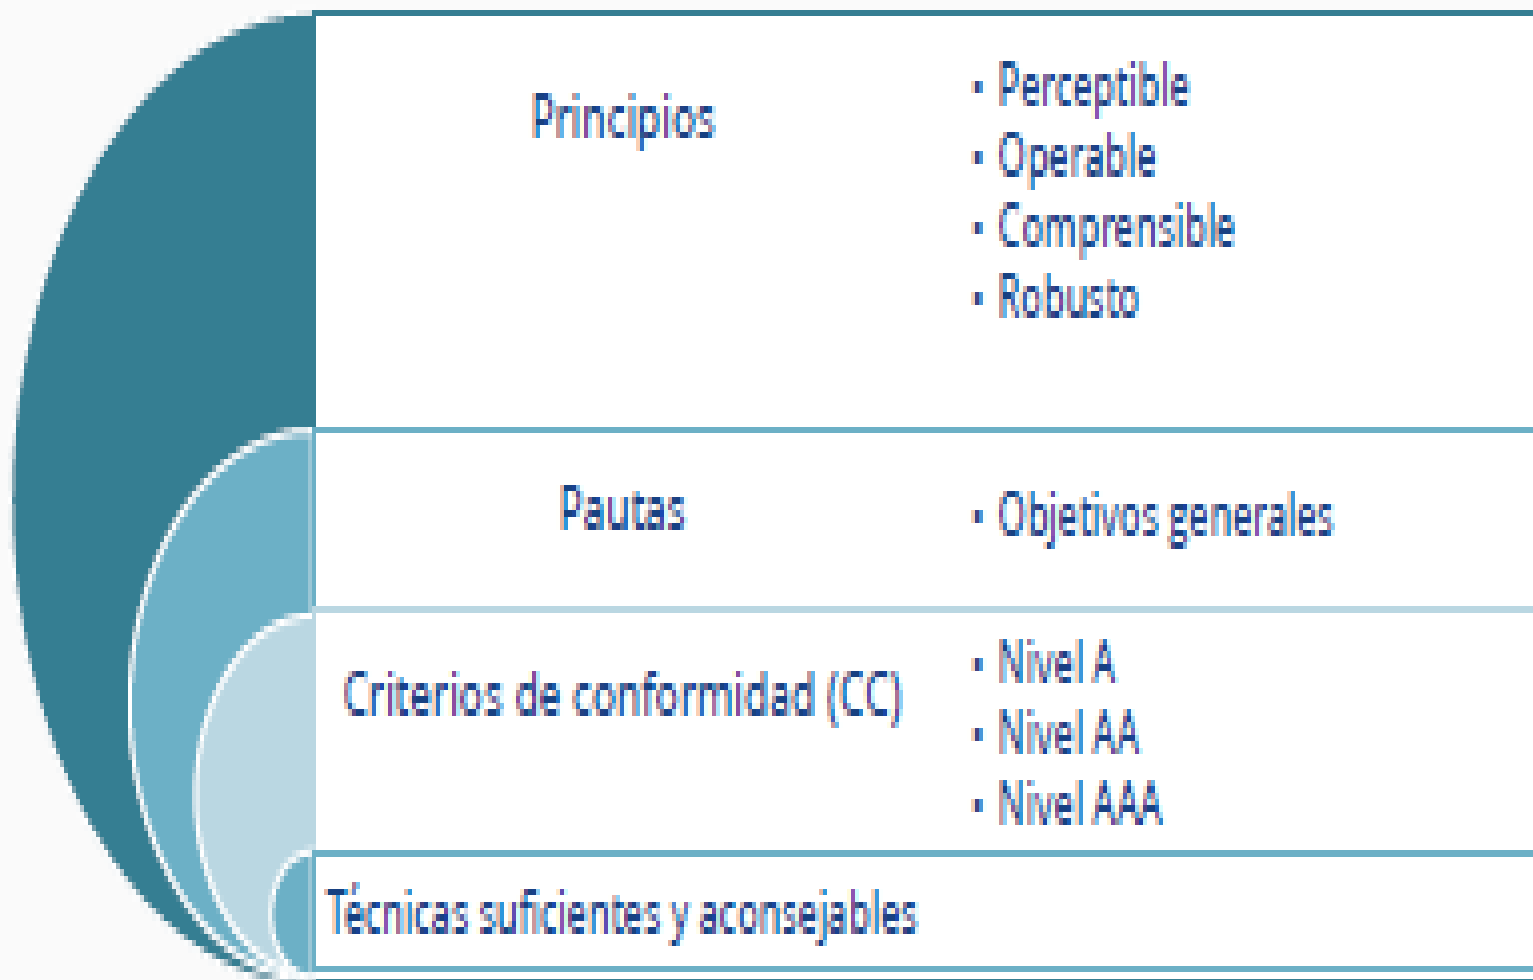 Principios
• Perceptible
• Operable
• Comprensible
• Robusto
Pautas
• Objetivos generales
Criterios de conformidad (CC)
• Nivel A
• Nivel AA
• Nivel AAA
Técnicas suficientes y aconsejables